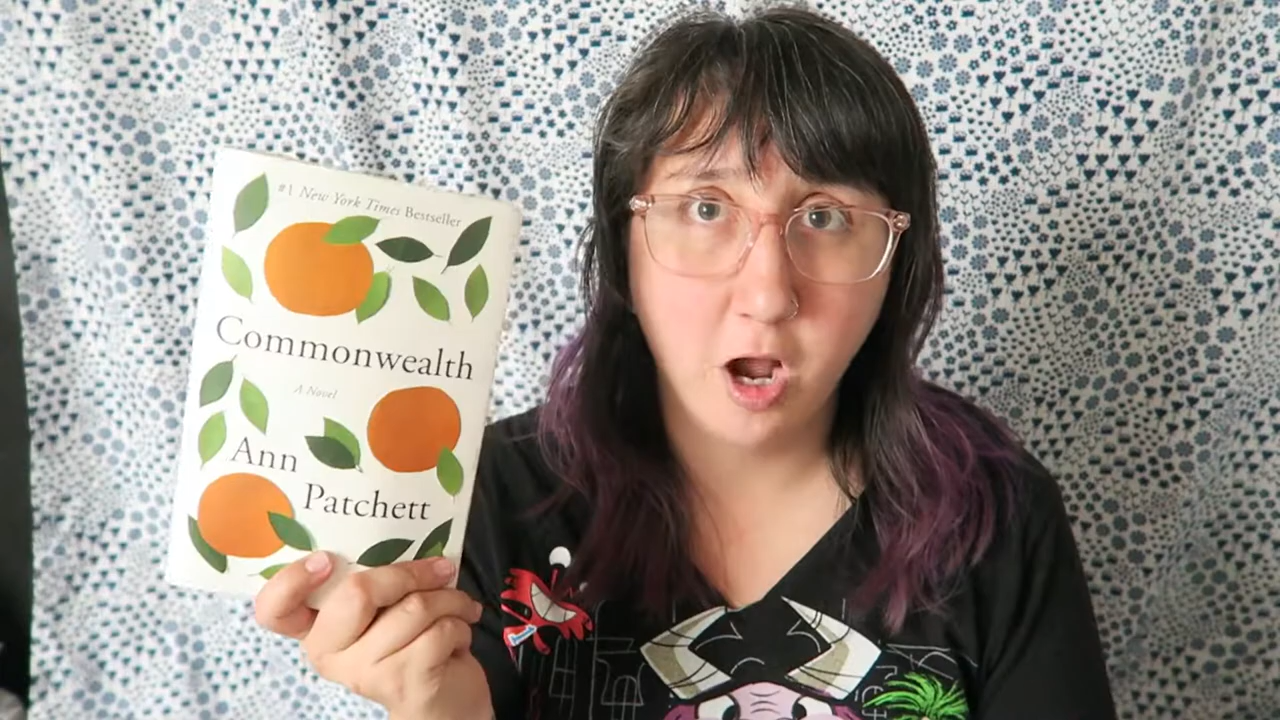 #1 New York Times Bestseller
Commonwealth
A Novel
Ann
Patchett